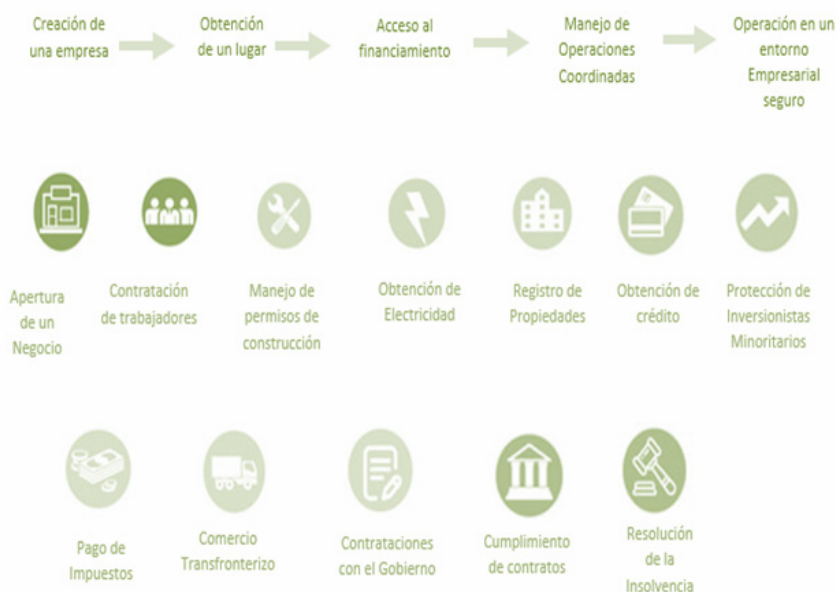 Creación de
una empresa
Obtención
de un lugar
Acceso al
financiamiento
Manejo de
Operaciones
Coordinadas
Operación en un
entorno
Empresarial
seguro
Apertura
de un
Negocio
Contratación
de trabajadores
Manejo de
permisos de
construcción
Obtención de
Electricidad
Registro de
Propiedades
Obtención de
crédito
Protección de
Inversionistas
Minoritarios
Pago de
Impuestos
Comercio
Transfronterizo
Contrataciones
con el Gobierno
Cumplimiento
de contratos
Resolución
de la
Insolvencia